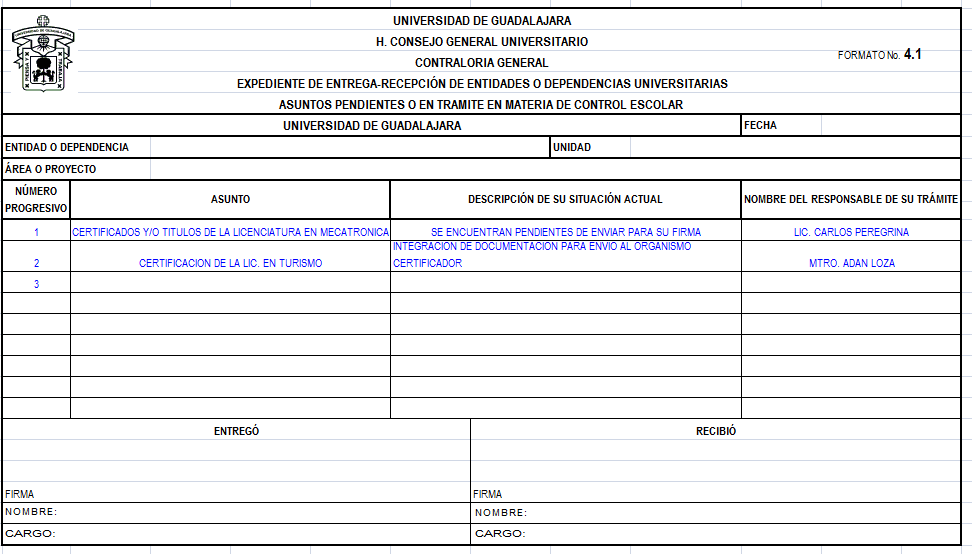 UNIVERSIDAD DE GUADALAJARA
H. CONSEJO GENERAL UNIVERSITARIO
CONTRALORIA GENERAL
FORMATO No. 4.1
EXPEDIENTE DE ENTREGA-RECEPCIÓN DE ENTIDADES O DEPENDENCIAS UNIVERSITARIAS
ASUNTOS PENDIENTES O EN TRAMITE EN MATERIA DE CONTROL ESCOLAR
UNIVERSIDAD DE GUADALAJARA
PIENSA Y
TRABAJA
UNIVERSIDAD DE GUADALAJARA FECHA
ENTIDAD O DEPENDENCIA UNIDAD
ÁREA O PROYECTO
NÚMERO
PROGRESIVO
ASUNTO
DESCRIPCIÓN DE SU SITUACIÓN ACTUAL
NOMBRE DEL RESPONSABLE DE SU TRÁMITE
1 CERTIFICADOS Y/O TITULOS DE LA LICENCIATURA EN MECATRONICA SE ENCUENTRAN PENDIENTES DE ENVIAR PARA SU FIRMA LIC. CARLOS PEREGRINA
INTEGRACION DE DOCUMENTACION PARA ENVIO AL ORGANISMO
2 CERTIFICACION DE LA LIC. EN TURISMO CERTIFICADOR MTRO. ADAN LOZA
3
ENTREGÓ RECIBIÓ
FIRMA FIRMA
NOMBRE: NOMBRE:
CARGO: CARGO: